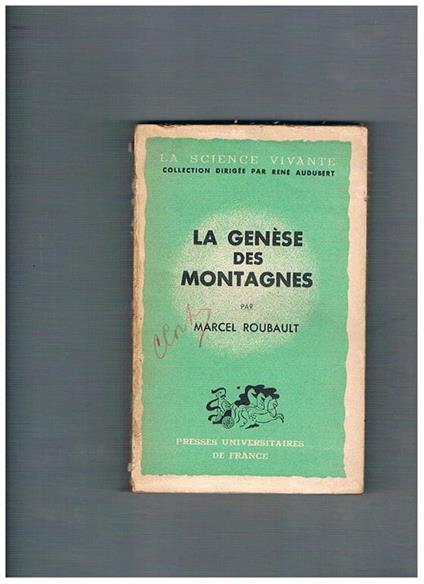 LA SCIENCE VIVANTE
COLLECTION DIRIGÉE PAR RENÉ AUDUBERT
LA GENÈSE
DES
MONTAGNES
PAR
MARCEL ROUBAULT
PRESSES UNIVERSITAIRES
DE FRANCE